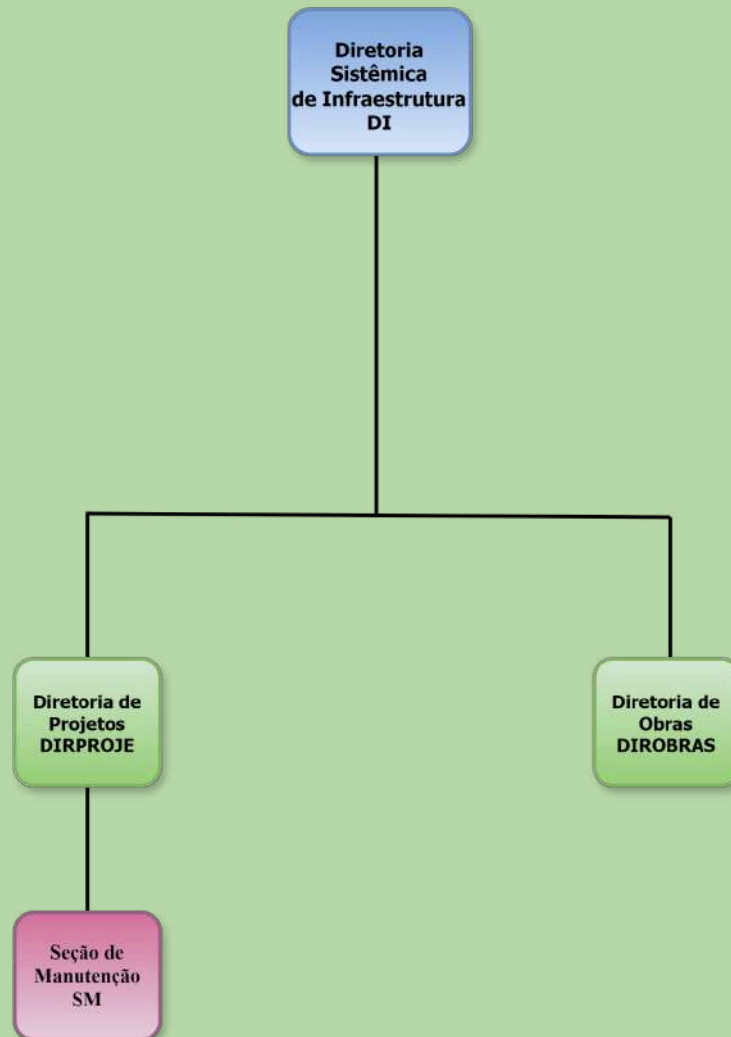 Diretoria
Sistêmica
de Infraestrutura
DI
Diretoria de
Projetos
DIRPROJE
Diretoria de
Obras
DIROBRAS
Seção de
Manutenção
SM